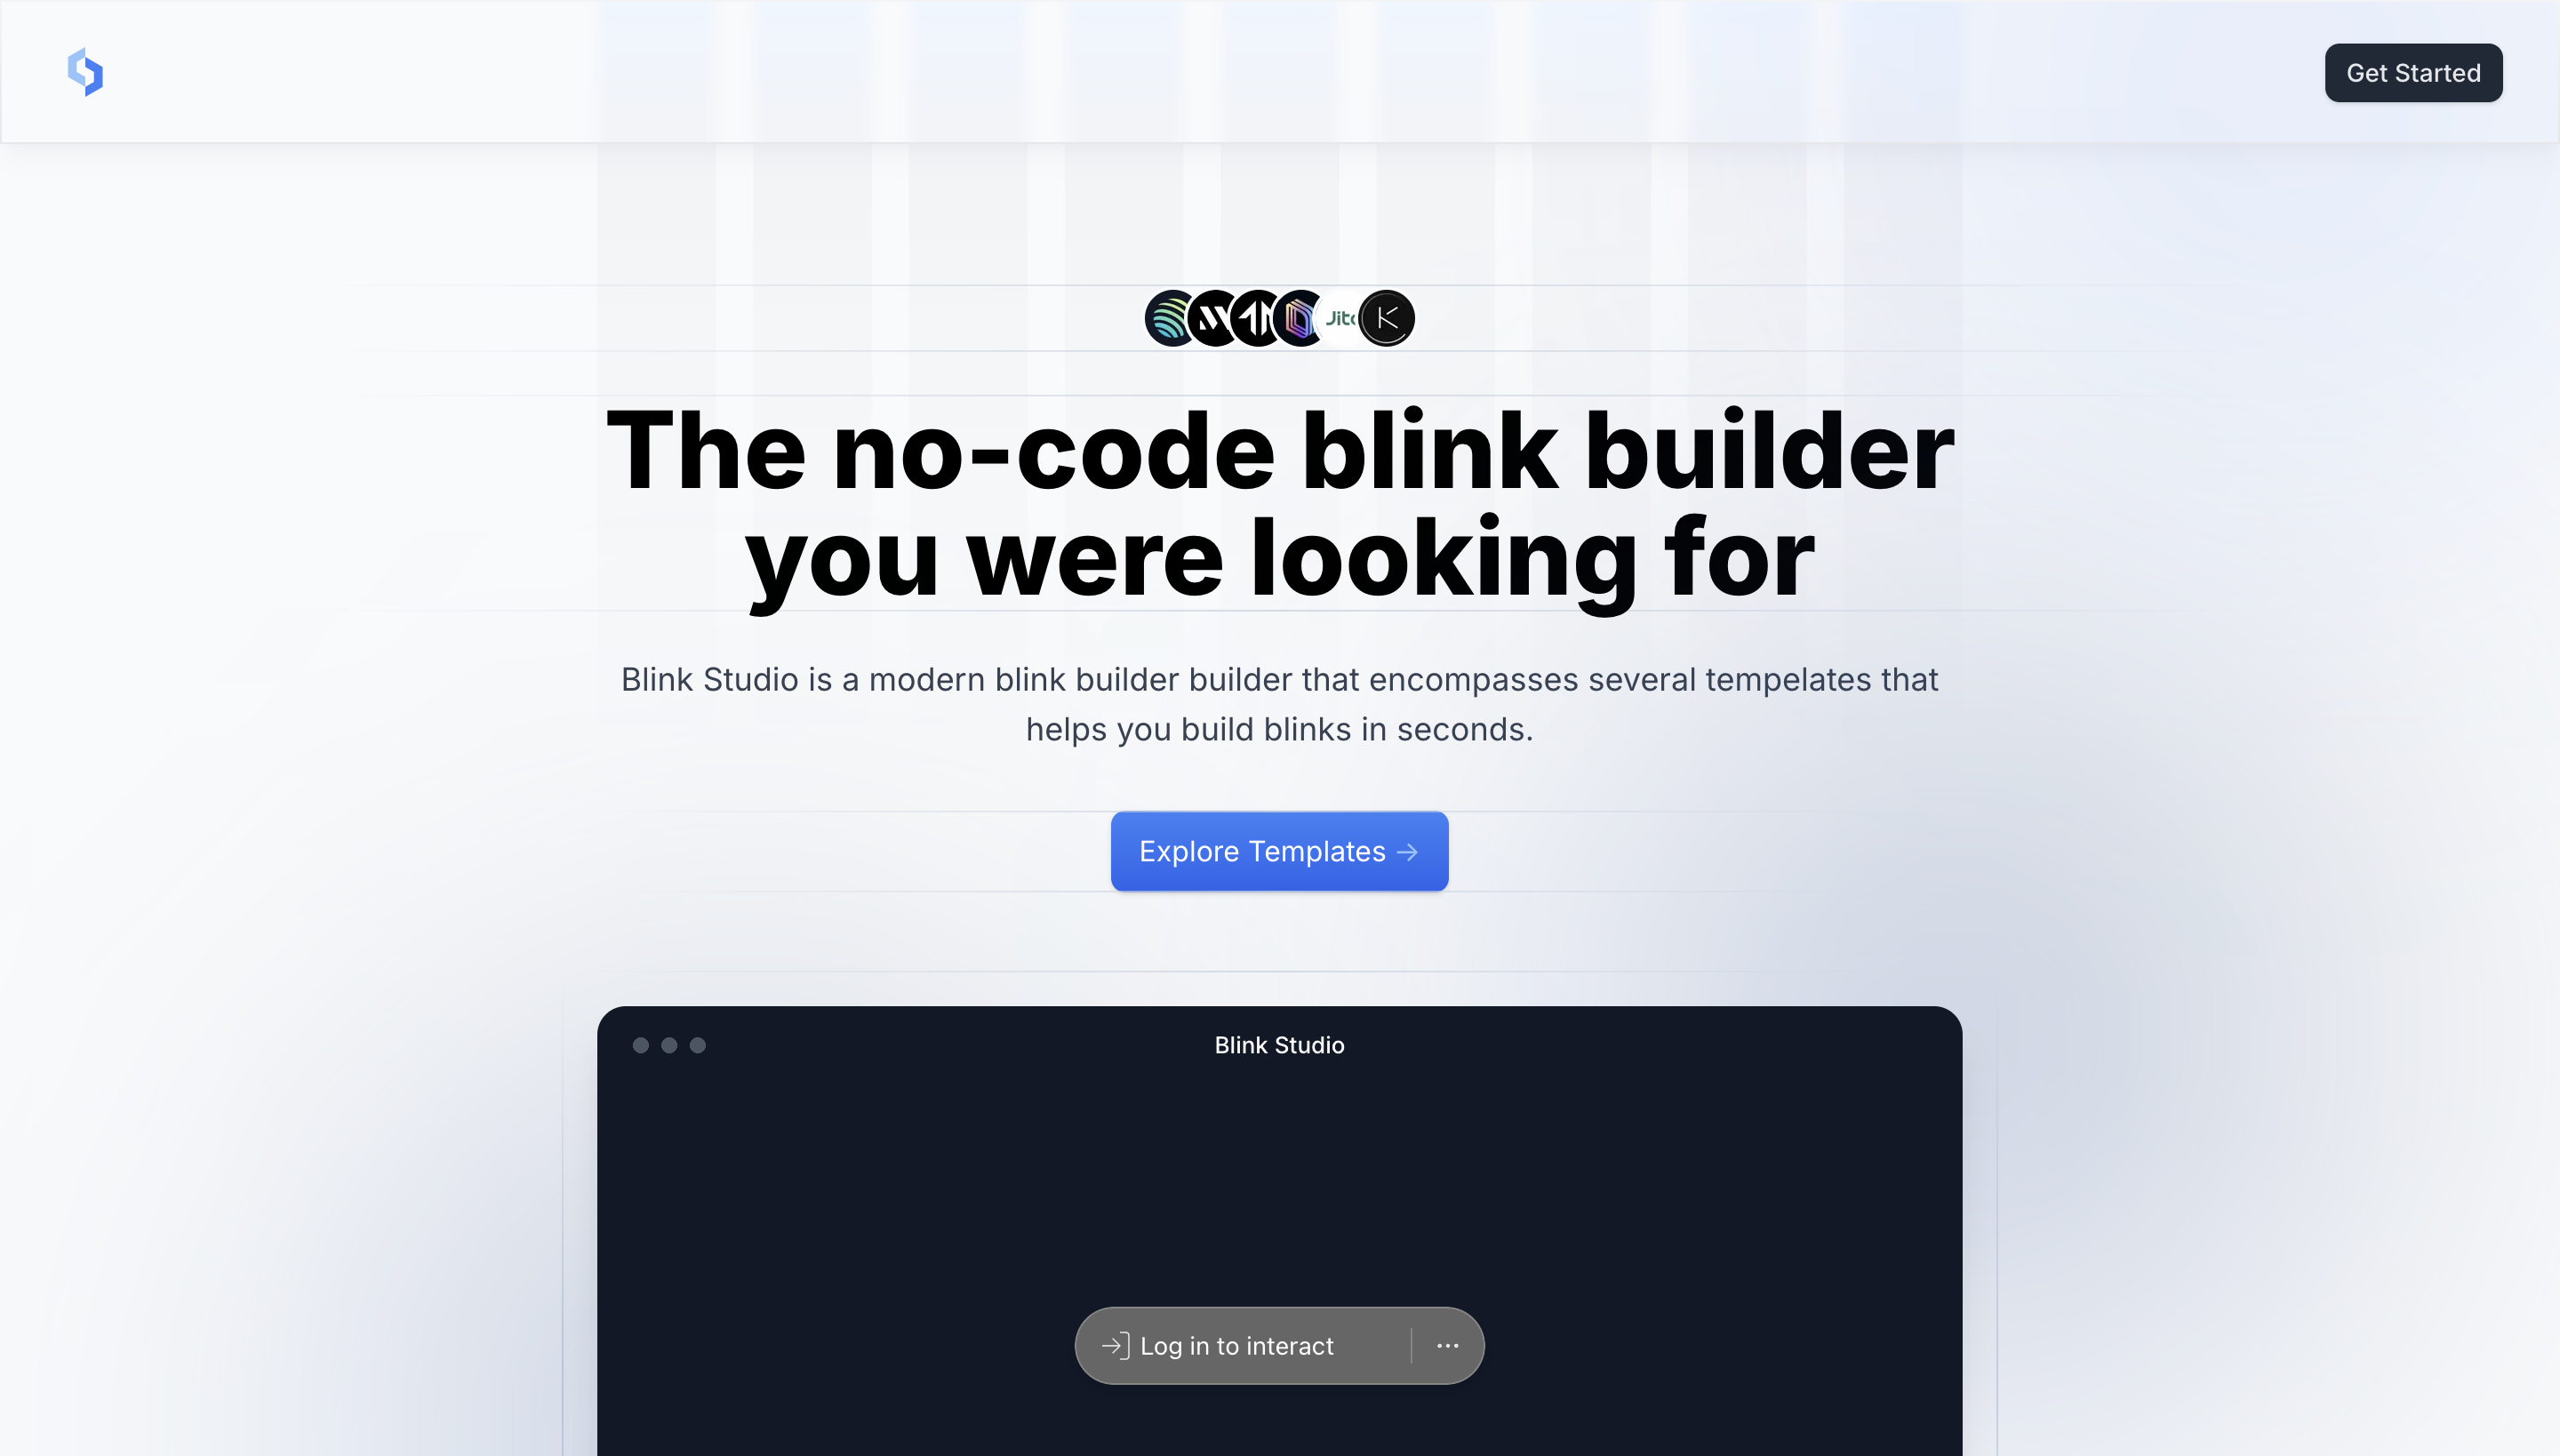 Get Started
Jito
The no-code blink builder
you were looking for
Blink Studio is a modern blink builder builder that encompasses several tempelates that
helps you build blinks in seconds.
Explore Templates →
Blink Studio
Log in to interact